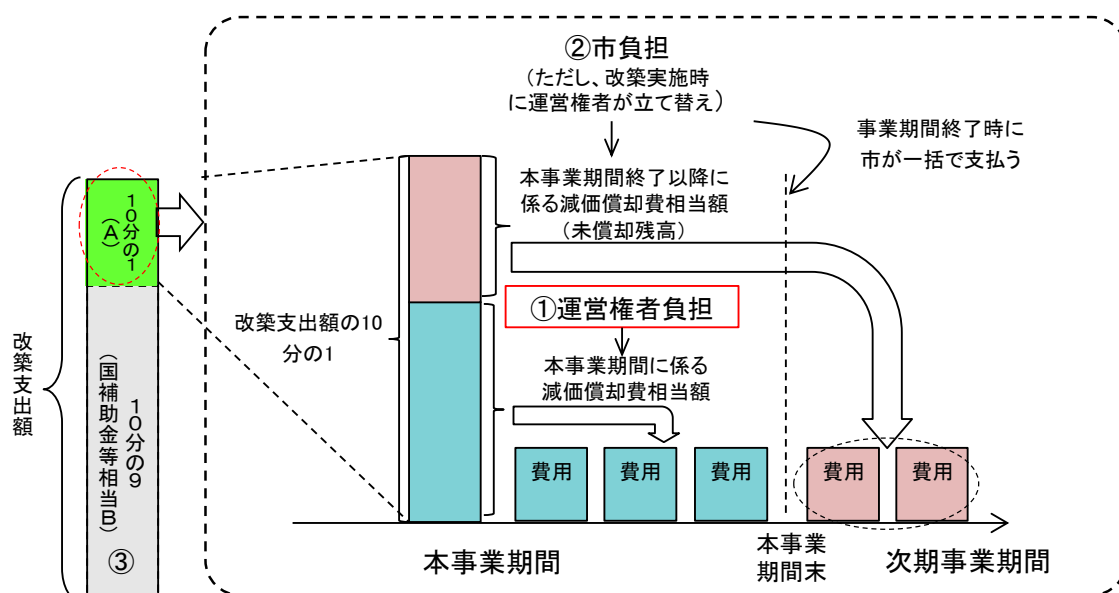 ②市負担
(ただし、改築実施時
に運営権者が立て替え)
事業期間終了時に
市が一括で支払う
本事業期間終了以降に
係る減価償却費相当額
(未償却残高)
10分の1
(A)
改築支出額の10
分の1
①運営権者負担
本事業期間に係る
減価償却費相当額
改築支出額
10分の9
(国補助金等相当B)
③
費用
費用
費用
費用
費用
本事業期間
本事業
期間末
次期事業期間